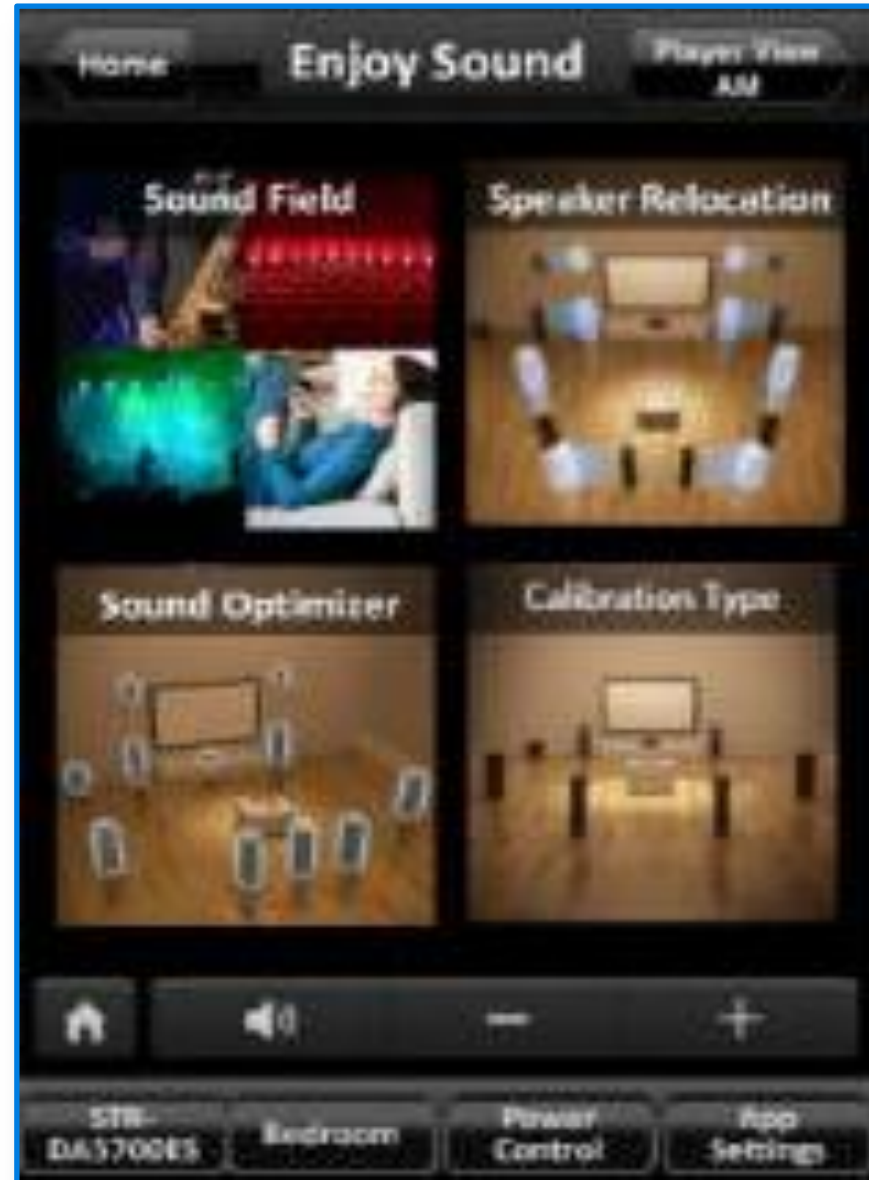 Home
Enjoy Sound
Player View
AM
Sound Field
Speaker Relocation
Sound Optimizer
Calibration Type
STR-
DA5700ES
Bedroom
Power
Control
App
Settings